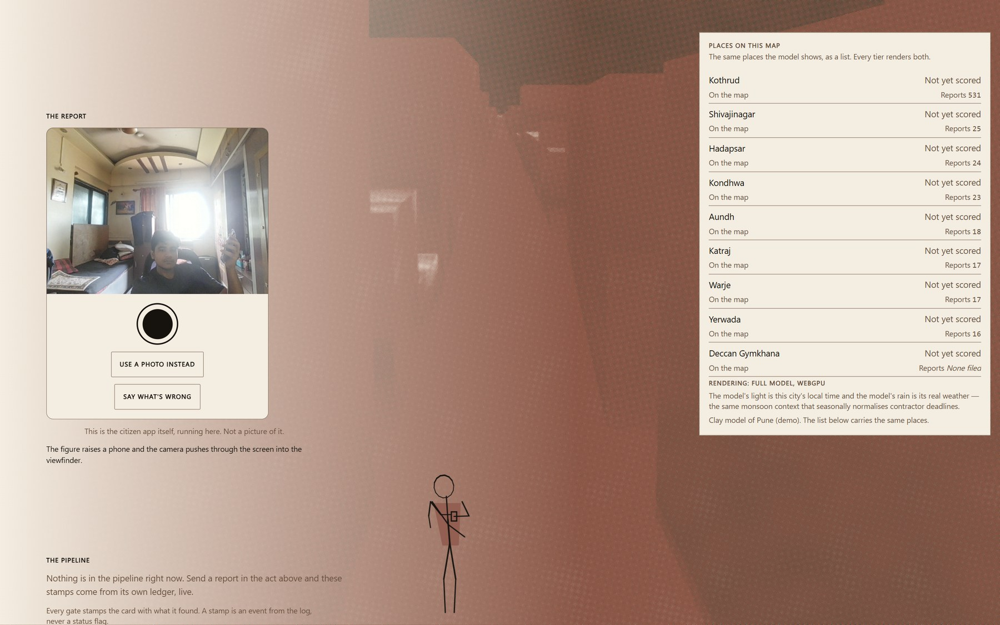 THE REPORT
USE A PHOTO INSTEAD
SAY WHAT'S WRONG
This is the citizen app itself, running here. Not a picture of it.
The figure raises a phone and the camera pushes through the screen into the
viewfinder.
THE PIPELINE
Nothing is in the pipeline right now. Send a report in the act above and these
stamps come from its own ledger, live.
Every gate stamps the card with what it found. A stamp is an event from the log,
never a status flag.
PLACES ON THIS MAP
The same places the model shows, as a list. Every tier renders both.
Kothrud Not yet scored
On the map Reports 531
Shivajinagar Not yet scored
On the map Reports 25
Hadapsar Not yet scored
On the map Reports 24
Kondhwa Not yet scored
On the map Reports 23
Aundh Not yet scored
On the map Reports 18
Katraj Not yet scored
On the map Reports 17
Warje Not yet scored
On the map Reports 17
Yerwada Not yet scored
On the map Reports 16
Deccan Gymkhana Not yet scored
On the map Reports None filed
RENDERING: FULL MODEL, WEBGPU
The model's light is this city's local time and the model's rain is its real weather —
the same monsoon context that seasonally normalises contractor deadlines.
Clay model of Pune (demo). The list below carries the same places.